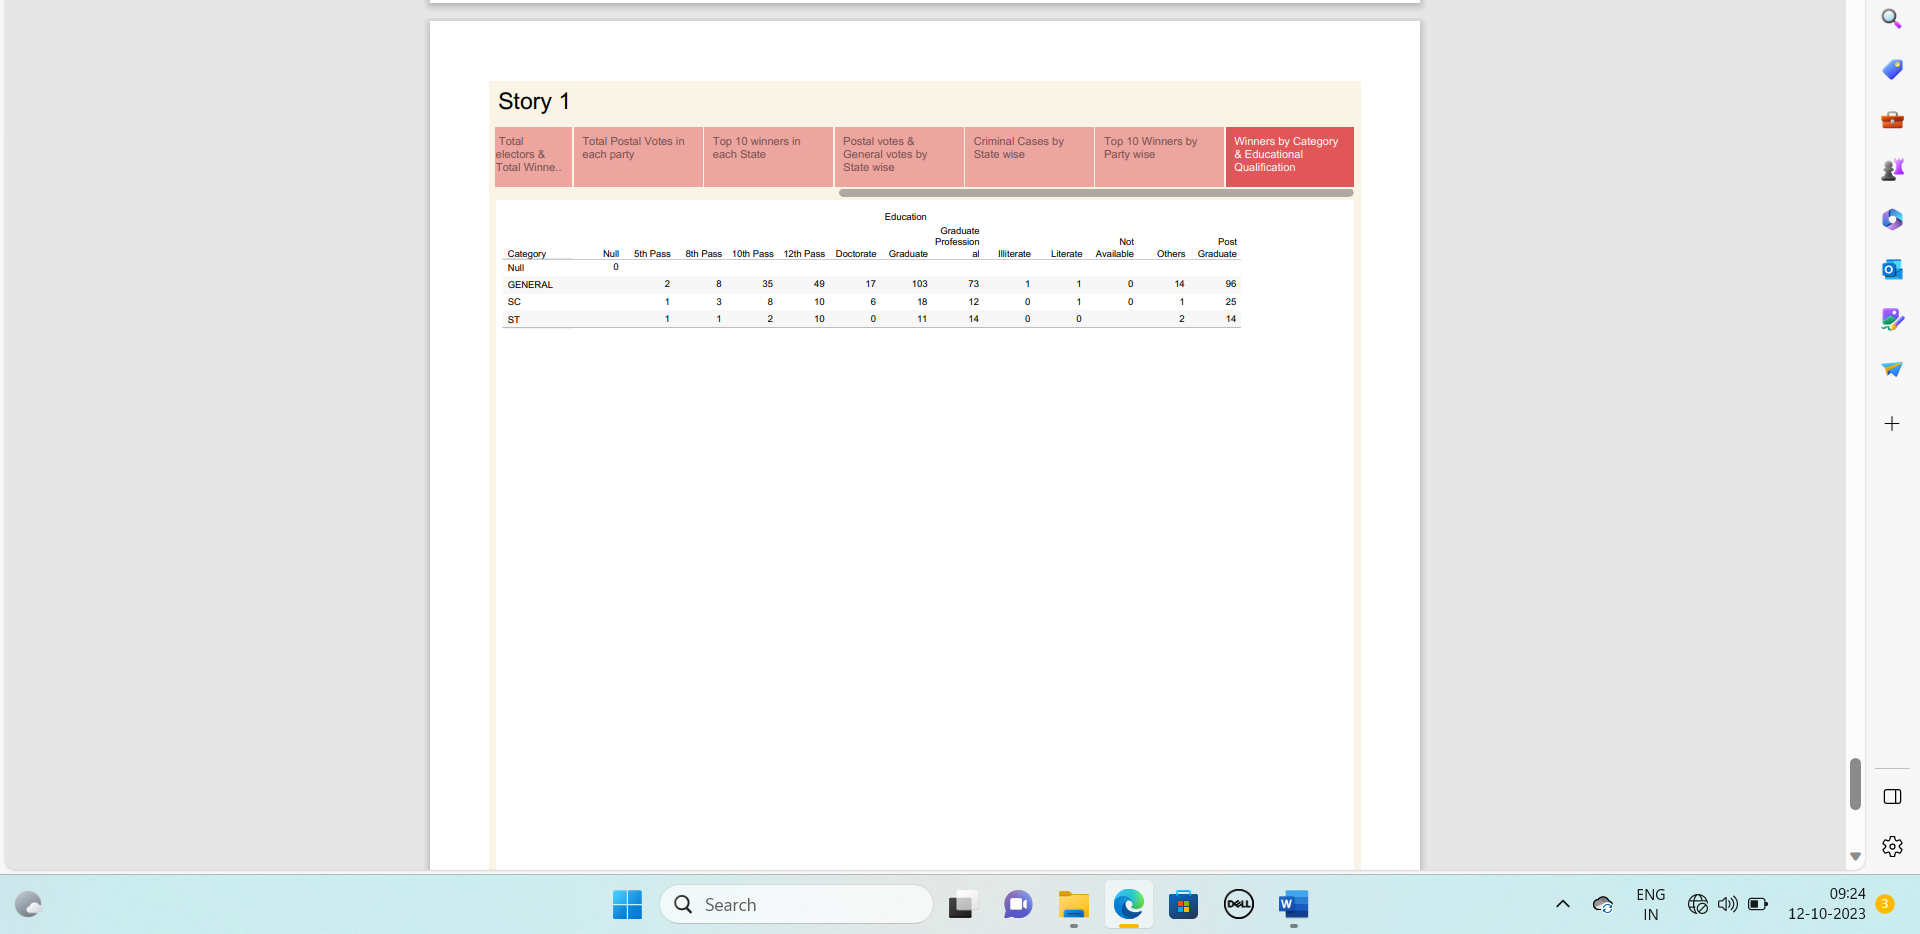 Story 1
Total
electors &
Total Winne..
Total Postal Votes in
each party
Top 10 winners in
each State
Postal votes &
General votes by
State wise
Criminal Cases by
State wise
Top 10 Winners by
Party wise
Winners by Category
& Educational
Qualification
Education
Category Null 5th Pass 8th Pass 10th Pass 12th Pass Doctorate Graduate Graduate Profession al Illiterate Literate Not Available Others Post Graduate
Null 0
GENERAL 2 8 35 49 17 103 73 1 1 0 14 96
SC 1 3 8 10 6 18 12 0 1 0 1 25
ST 1 1 2 10 0 11 14 0 0 2 14
Search
DELL
W
ENG
IN
09:24
12-10-2023
3